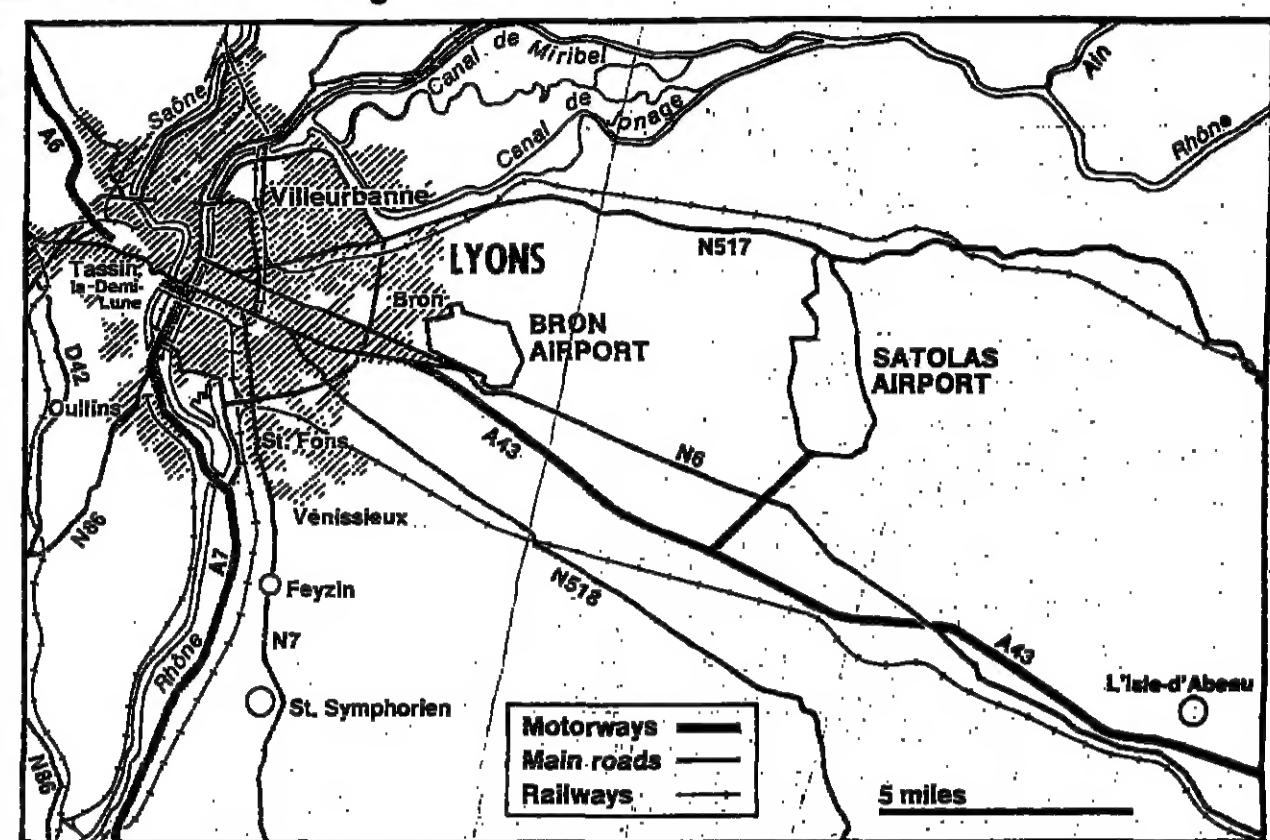 Canal de Miribel
Ain
Saône
A6
Canal de Jonage
Rhône
Villeurbanne
LYONS
N517
Tassin
la-Demi-
Lune
Bron
BRON
AIRPORT
SATOLAS
AIRPORT
D42
Oullins
St. Fons
A43
N6
N86
Vénissieux
A7
Feyzin
N518
N7
A43
Rhône
L'Isle-d'Abeau
St. Symphorien
N86
Motorways
Main roads
Railways
5 miles